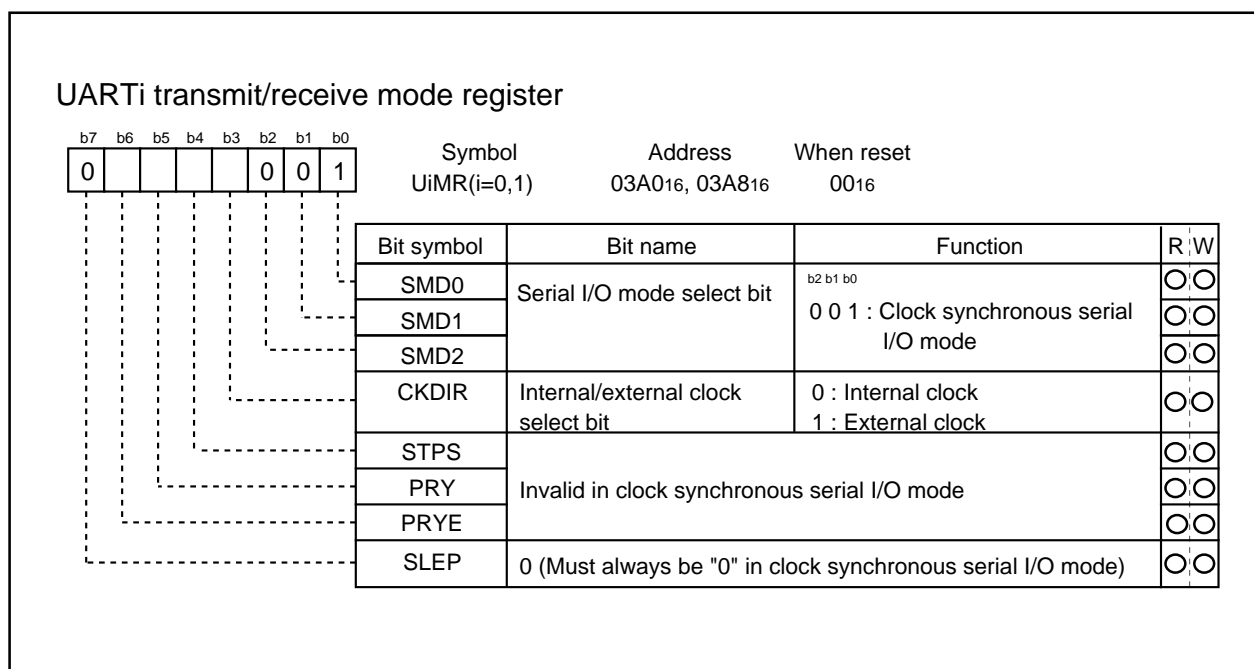 UARTi transmit/receive mode register
b7 b6 b5 b4 b3 b2 b1 b0
0 0 0 1
Symbol Address When reset
UiMR(i=0,1) 03A016, 03A816 0016
Bit symbol Bit name Function R W
SMD0 Serial I/O mode select bit b2 b1 b0
SMD1 0 0 1 : Clock synchronous serial
I/O mode
SMD2
CKDIR Internal/external clock 0 : Internal clock
select bit 1 : External clock
STPS
PRY Invalid in clock synchronous serial I/O mode
PRYE
SLEP 0 (Must always be "0" in clock synchronous serial I/O mode)